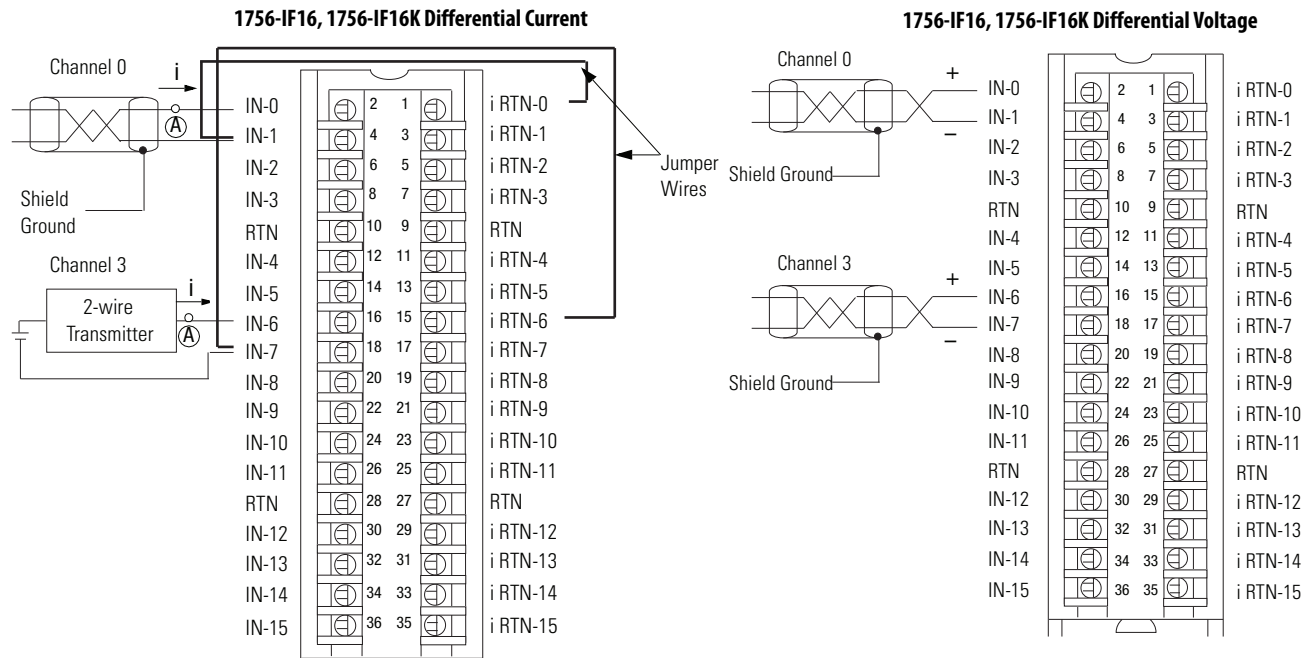 1756-IF16, 1756-IF16K Differential Current
Channel 0
i
A
Shield
Ground
Channel 3
2-wire
Transmitter
i
A
Jumper
Wires
IN-0 2 1 i RTN-0
IN-1 4 3 i RTN-1
IN-2 6 5 i RTN-2
IN-3 8 7 i RTN-3
RTN 10 9 RTN
IN-4 12 11 i RTN-4
IN-5 14 13 i RTN-5
IN-6 16 15 i RTN-6
IN-7 18 17 i RTN-7
IN-8 20 19 i RTN-8
IN-9 22 21 i RTN-9
IN-10 24 23 i RTN-10
IN-11 26 25 i RTN-11
RTN 28 27 RTN
IN-12 30 29 i RTN-12
IN-13 32 31 i RTN-13
IN-14 34 33 i RTN-14
IN-15 36 35 i RTN-15
1756-IF16, 1756-IF16K Differential Voltage
Channel 0
+
–
Shield Ground
Channel 3
+
–
Shield Ground
IN-0 2 1 i RTN-0
IN-1 4 3 i RTN-1
IN-2 6 5 i RTN-2
IN-3 8 7 i RTN-3
RTN 10 9 RTN
IN-4 12 11 i RTN-4
IN-5 14 13 i RTN-5
IN-6 16 15 i RTN-6
IN-7 18 17 i RTN-7
IN-8 20 19 i RTN-8
IN-9 22 21 i RTN-9
IN-10 24 23 i RTN-10
IN-11 26 25 i RTN-11
RTN 28 27 RTN
IN-12 30 29 i RTN-12
IN-13 32 31 i RTN-13
IN-14 34 33 i RTN-14
IN-15 36 35 i RTN-15